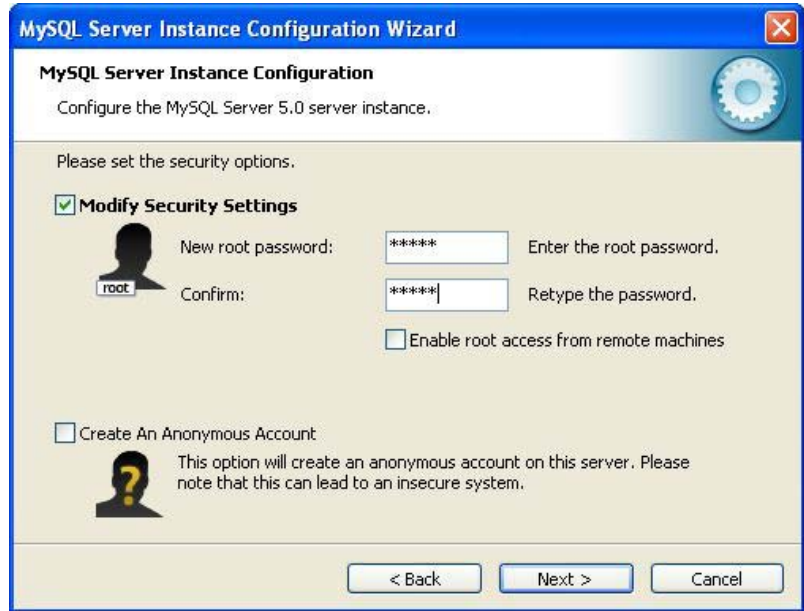 MySQL Server Instance Configuration Wizard
MySQL Server Instance Configuration
Configure the MySQL Server 5.0 server instance.
Please set the security options.
Modify Security Settings
root
New root password: ***** Enter the root password.
Confirm: ***** Retype the password.
Enable root access from remote machines
Create An Anonymous Account
This option will create an anonymous account on this server. Please
note that this can lead to an insecure system.
< Back Next > Cancel